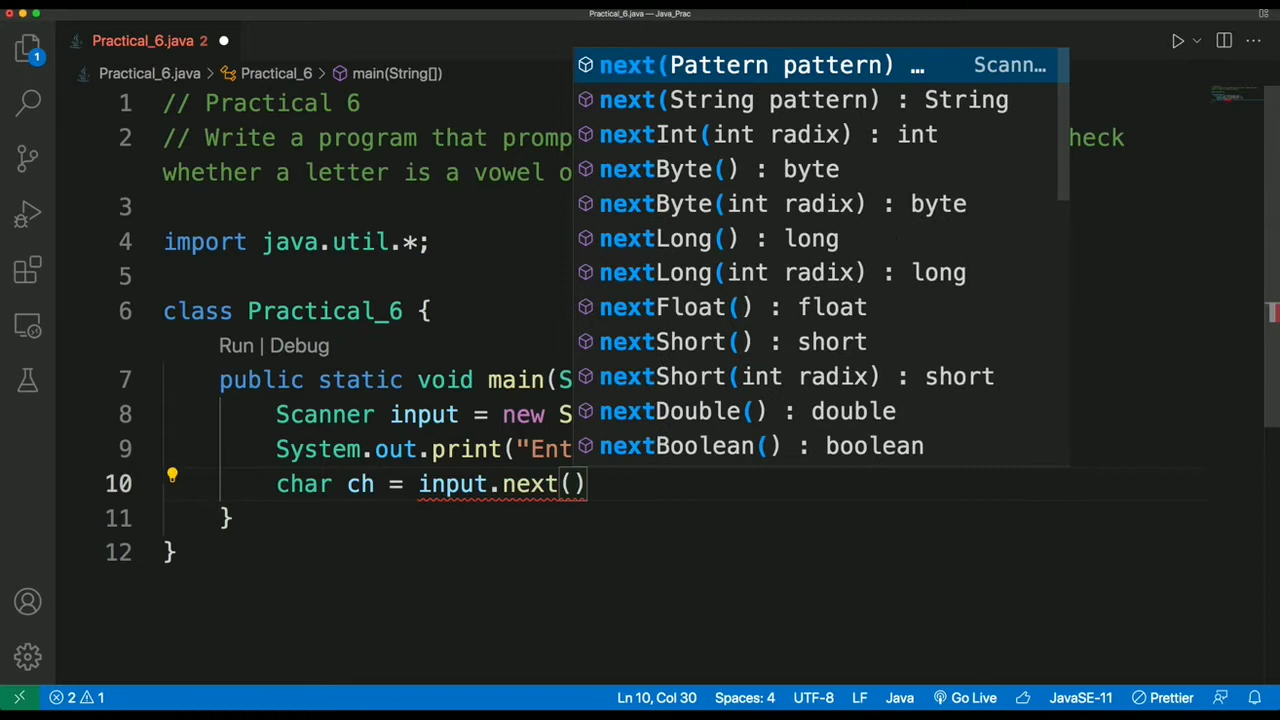 Practical_6.java — Java_Prac
Practical_6.java 2
1
Practical_6.java > Practical_6 > main(String[])
1 // Practical 6
2 // Write a program that promp heck
whether a letter is a vowel o
3
4 import java.util.*;
5
6 class Practical_6 {
Run | Debug
7 public static void main(S
8 Scanner input = new S
9 System.out.print("Ent
10 char ch = input.next()
11 }
12 }
next(Pattern pattern) … Scann…
next(String pattern) : String
nextInt(int radix) : int
nextByte() : byte
nextByte(int radix) : byte
nextLong() : long
nextLong(int radix) : long
nextFloat() : float
nextShort() : short
nextShort(int radix) : short
nextDouble() : double
nextBoolean() : boolean
2 1 Ln 10, Col 30 Spaces: 4 UTF-8 LF Java Go Live JavaSE-11 Prettier